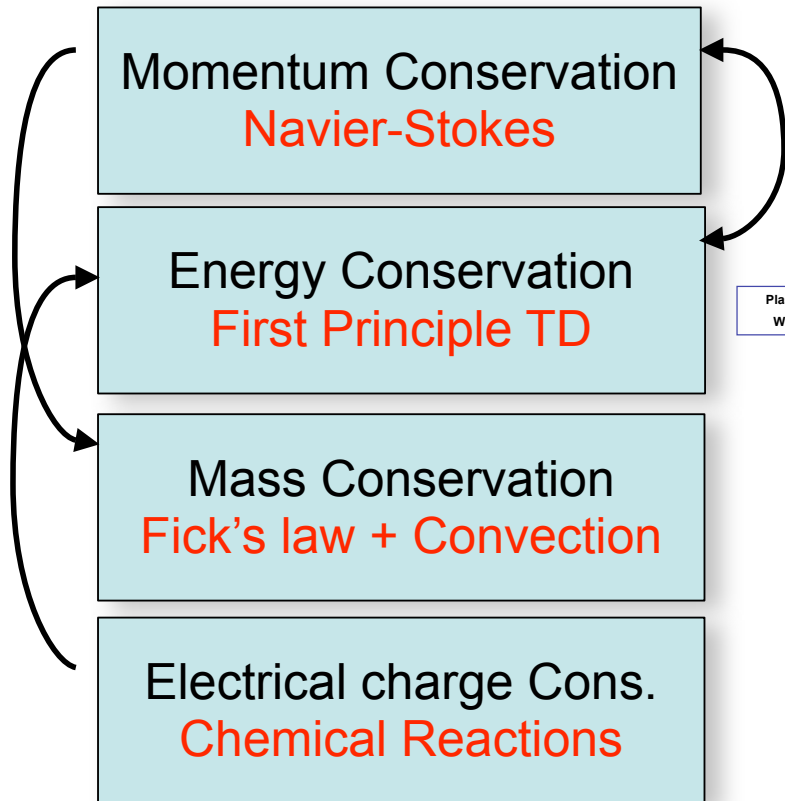 Momentum Conservation
Navier-Stokes
Energy Conservation
First Principle TD
Mass Conservation
Fick’s law + Convection
Electrical charge Cons.
Chemical Reactions